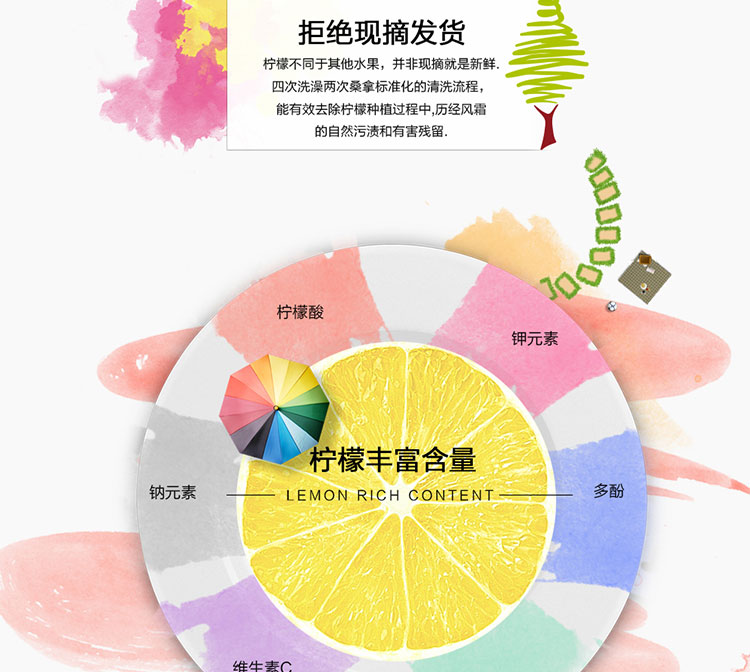 拒绝现摘发货
柠檬不同于其他水果，并非现摘就是新鲜.
四次洗澡两次桑拿标准化的清洗流程，
能有效去除柠檬种植过程中,历经风霜
的自然污渍和有害残留.
柠檬酸
钾元素
柠檬丰富含量
钠元素
LEMON RICH CONTENT
多酚
维生素C